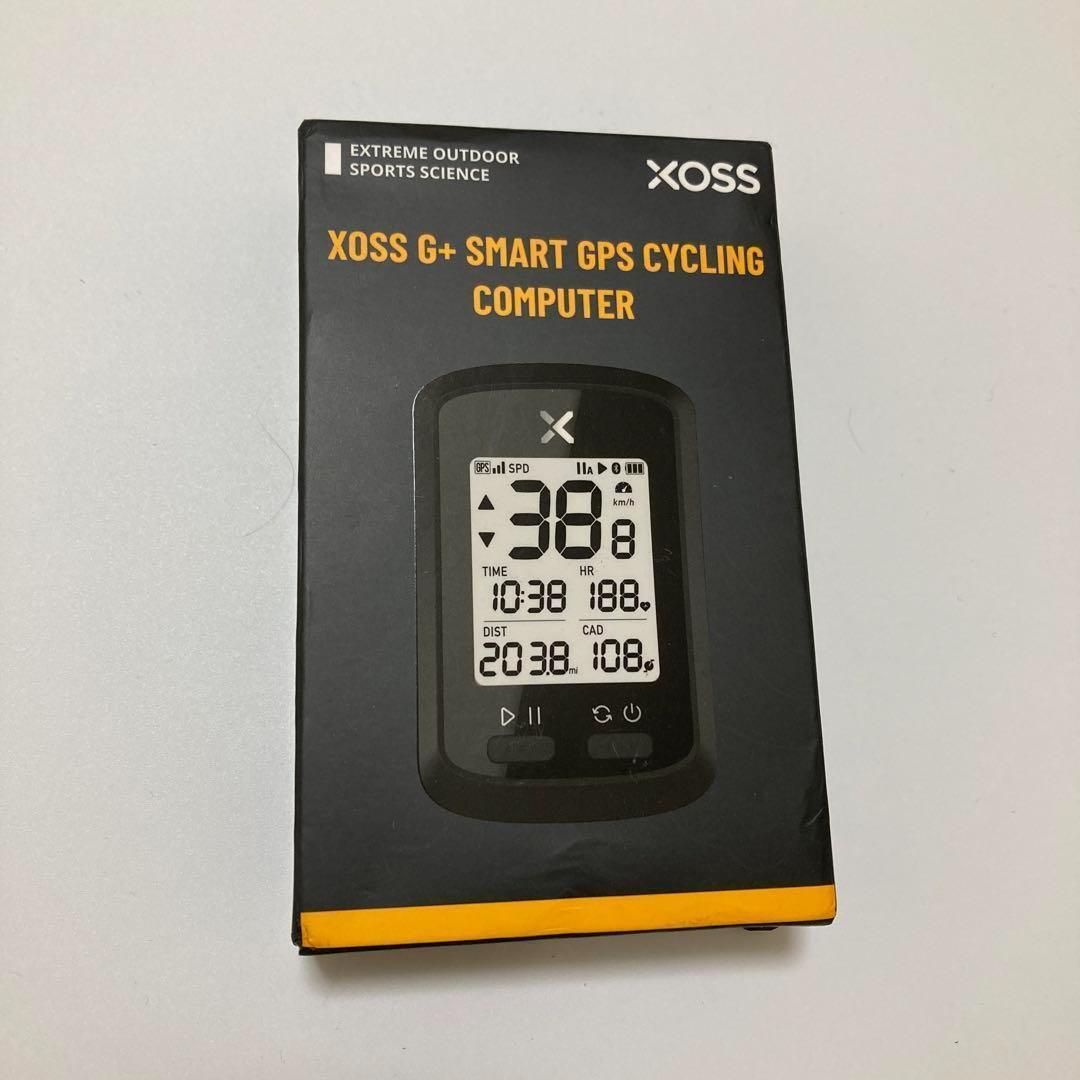 EXTREME OUTDOOR
SPORTS SCIENCE
XOSS
XOSS G+ SMART GPS CYCLING
COMPUTER
X
GPS SPD A
38 8 km/h
TIME HR
10:38 188
DIST CAD
203.8 mi 108